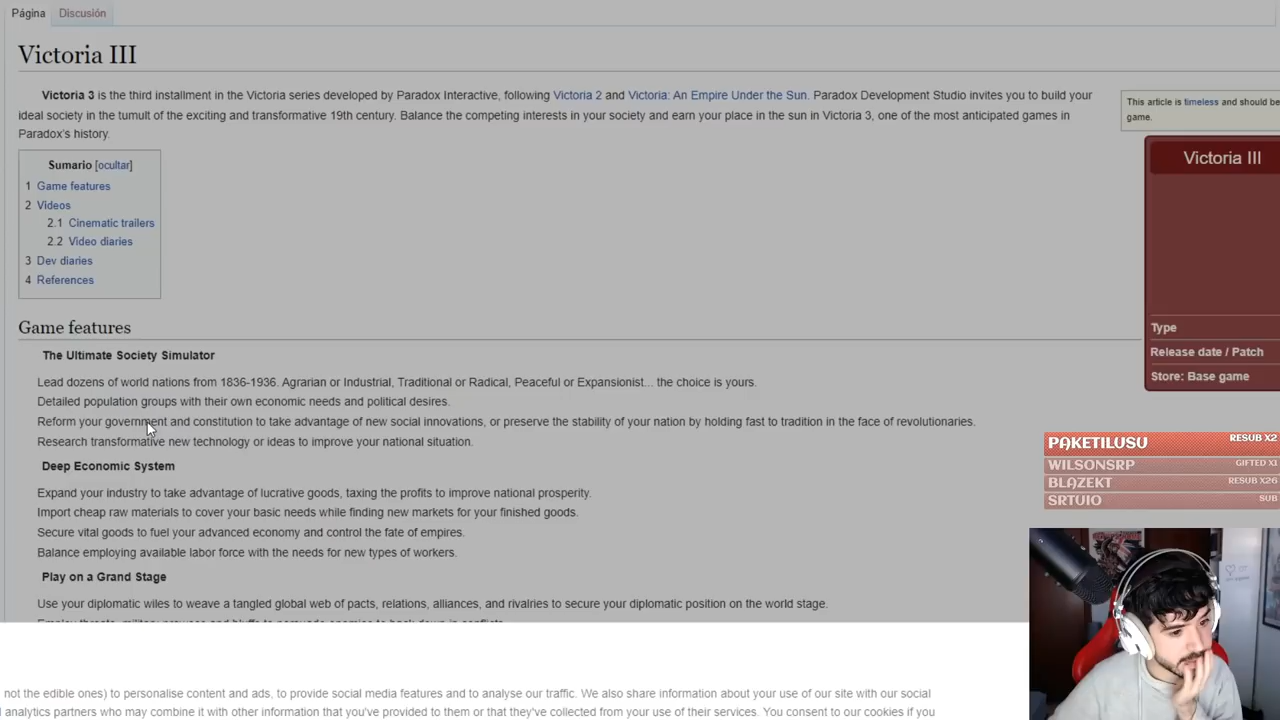 Página Discusión
Victoria III
Victoria 3 is the third installment in the Victoria series developed by Paradox Interactive, following Victoria 2 and Victoria: An Empire Under the Sun. Paradox Development Studio invites you to build your
ideal society in the tumult of the exciting and transformative 19th century. Balance the competing interests in your society and earn your place in the sun in Victoria 3, one of the most anticipated games in
Paradox's history.
This article is timeless and should be
game.
Sumario [ocultar]
1 Game features
2 Videos
2.1 Cinematic trailers
2.2 Video diaries
3 Dev diaries
4 References
Victoria III
Type
Release date / Patch
Store: Base game
Game features
The Ultimate Society Simulator
Lead dozens of world nations from 1836-1936. Agrarian or Industrial, Traditional or Radical, Peaceful or Expansionist... the choice is yours.
Detailed population groups with their own economic needs and political desires.
Reform your government and constitution to take advantage of new social innovations, or preserve the stability of your nation by holding fast to tradition in the face of revolutionaries.
Research transformative new technology or ideas to improve your national situation.
Deep Economic System
Expand your industry to take advantage of lucrative goods, taxing the profits to improve national prosperity.
Import cheap raw materials to cover your basic needs while finding new markets for your finished goods.
Secure vital goods to fuel your advanced economy and control the fate of empires.
Balance employing available labor force with the needs for new types of workers.
Play on a Grand Stage
Use your diplomatic wiles to weave a tangled global web of pacts, relations, alliances, and rivalries to secure your diplomatic position on the world stage.
Employ threats, military prowess and bluffs to persuade enemies to back down in conflicts.
PAKETILUSU RESUB X2
WILSONSRP GIFTED X1
BLAZEKT RESUB X26
SRTUIO SUB
not the edible ones) to personalise content and ads, to provide social media features and to analyse our traffic. We also share information about your use of our site with our social
analytics partners who may combine it with other information that you've provided to them or that they've collected from your use of their services. You consent to our cookies if you